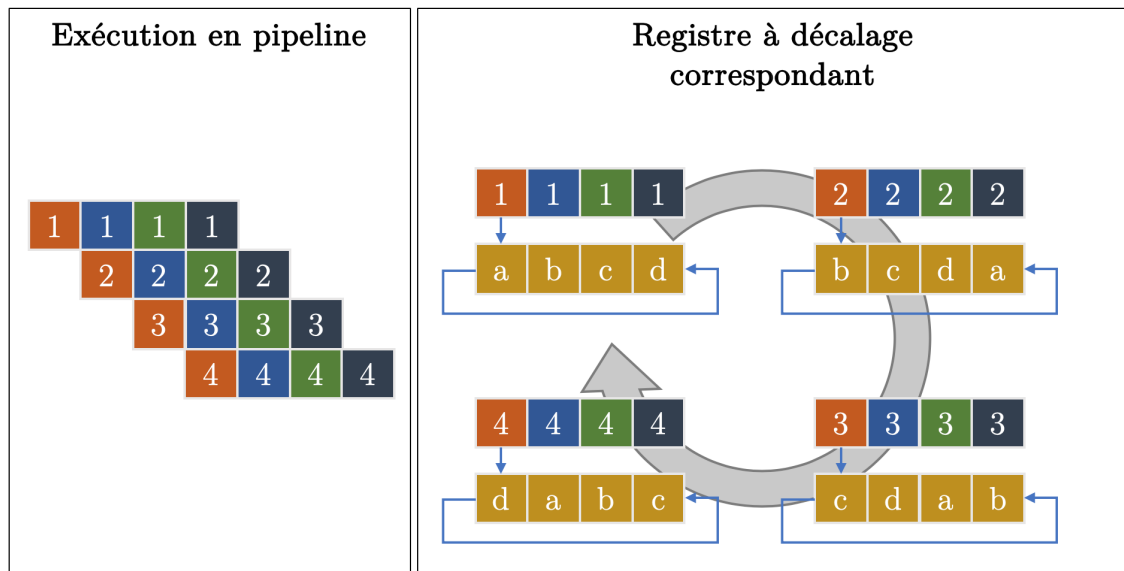 Exécution en pipeline
1 1 1 1
2 2 2 2
3 3 3 3
4 4 4 4
Registre à décalage
correspondant
1 1 1 1
a b c d
2 2 2 2
b c d a
4 4 4 4
d a b c
3 3 3 3
c d a b